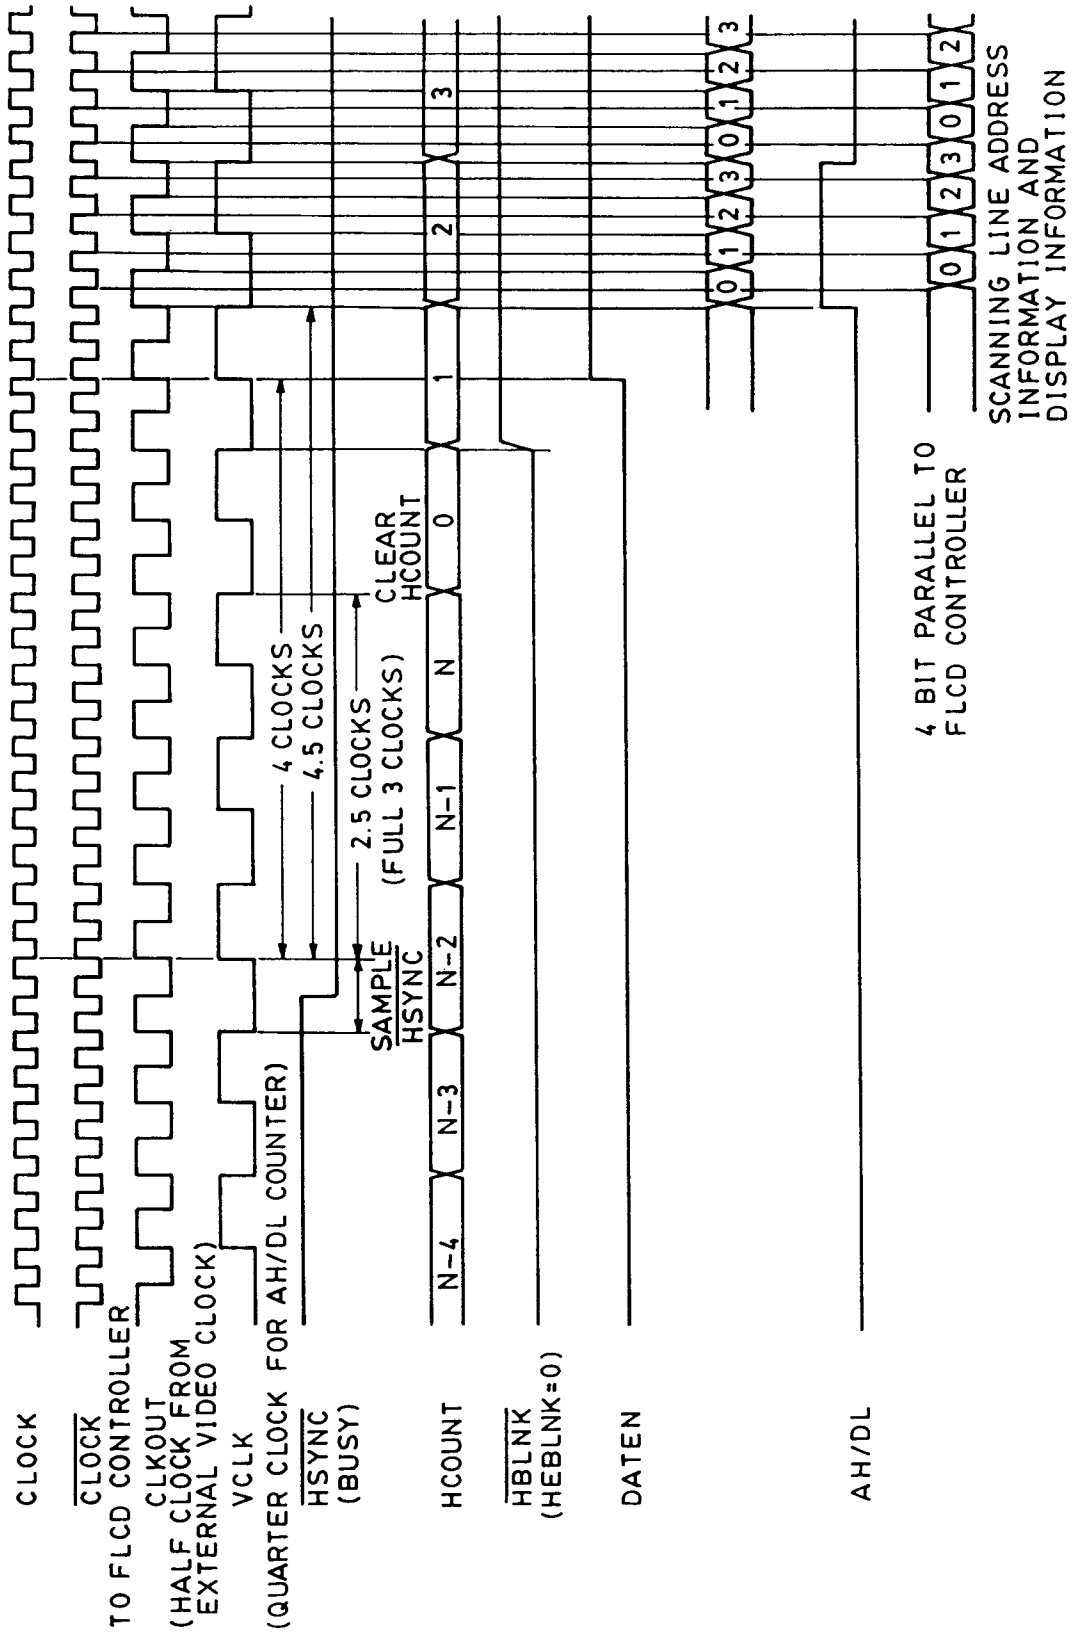 CLOCK
CLOCK
TO FLCD CONTROLLER
CLKOUT
(HALF CLOCK FROM
EXTERNAL VIDEO CLOCK)
VCLK
(QUARTER CLOCK FOR AH/DL COUNTER)
HSYNC
(BUSY)
4 CLOCKS
4.5 CLOCKS
2.5 CLOCKS
(FULL 3 CLOCKS)
SAMPLE
HSYNC
CLEAR
HCOUNT
HCOUNT
N-4 N-3 N-2 N-1 N 0 1 2 3
HBLNK
(HEBLNK=0)
DATEN
0 1 2 3 0 1 2 3
AH/DL
4 BIT PARALLEL TO
FLCD CONTROLLER
0 1 2 3 0 1 2
SCANNING LINE ADDRESS
INFORMATION AND
DISPLAY INFORMATION